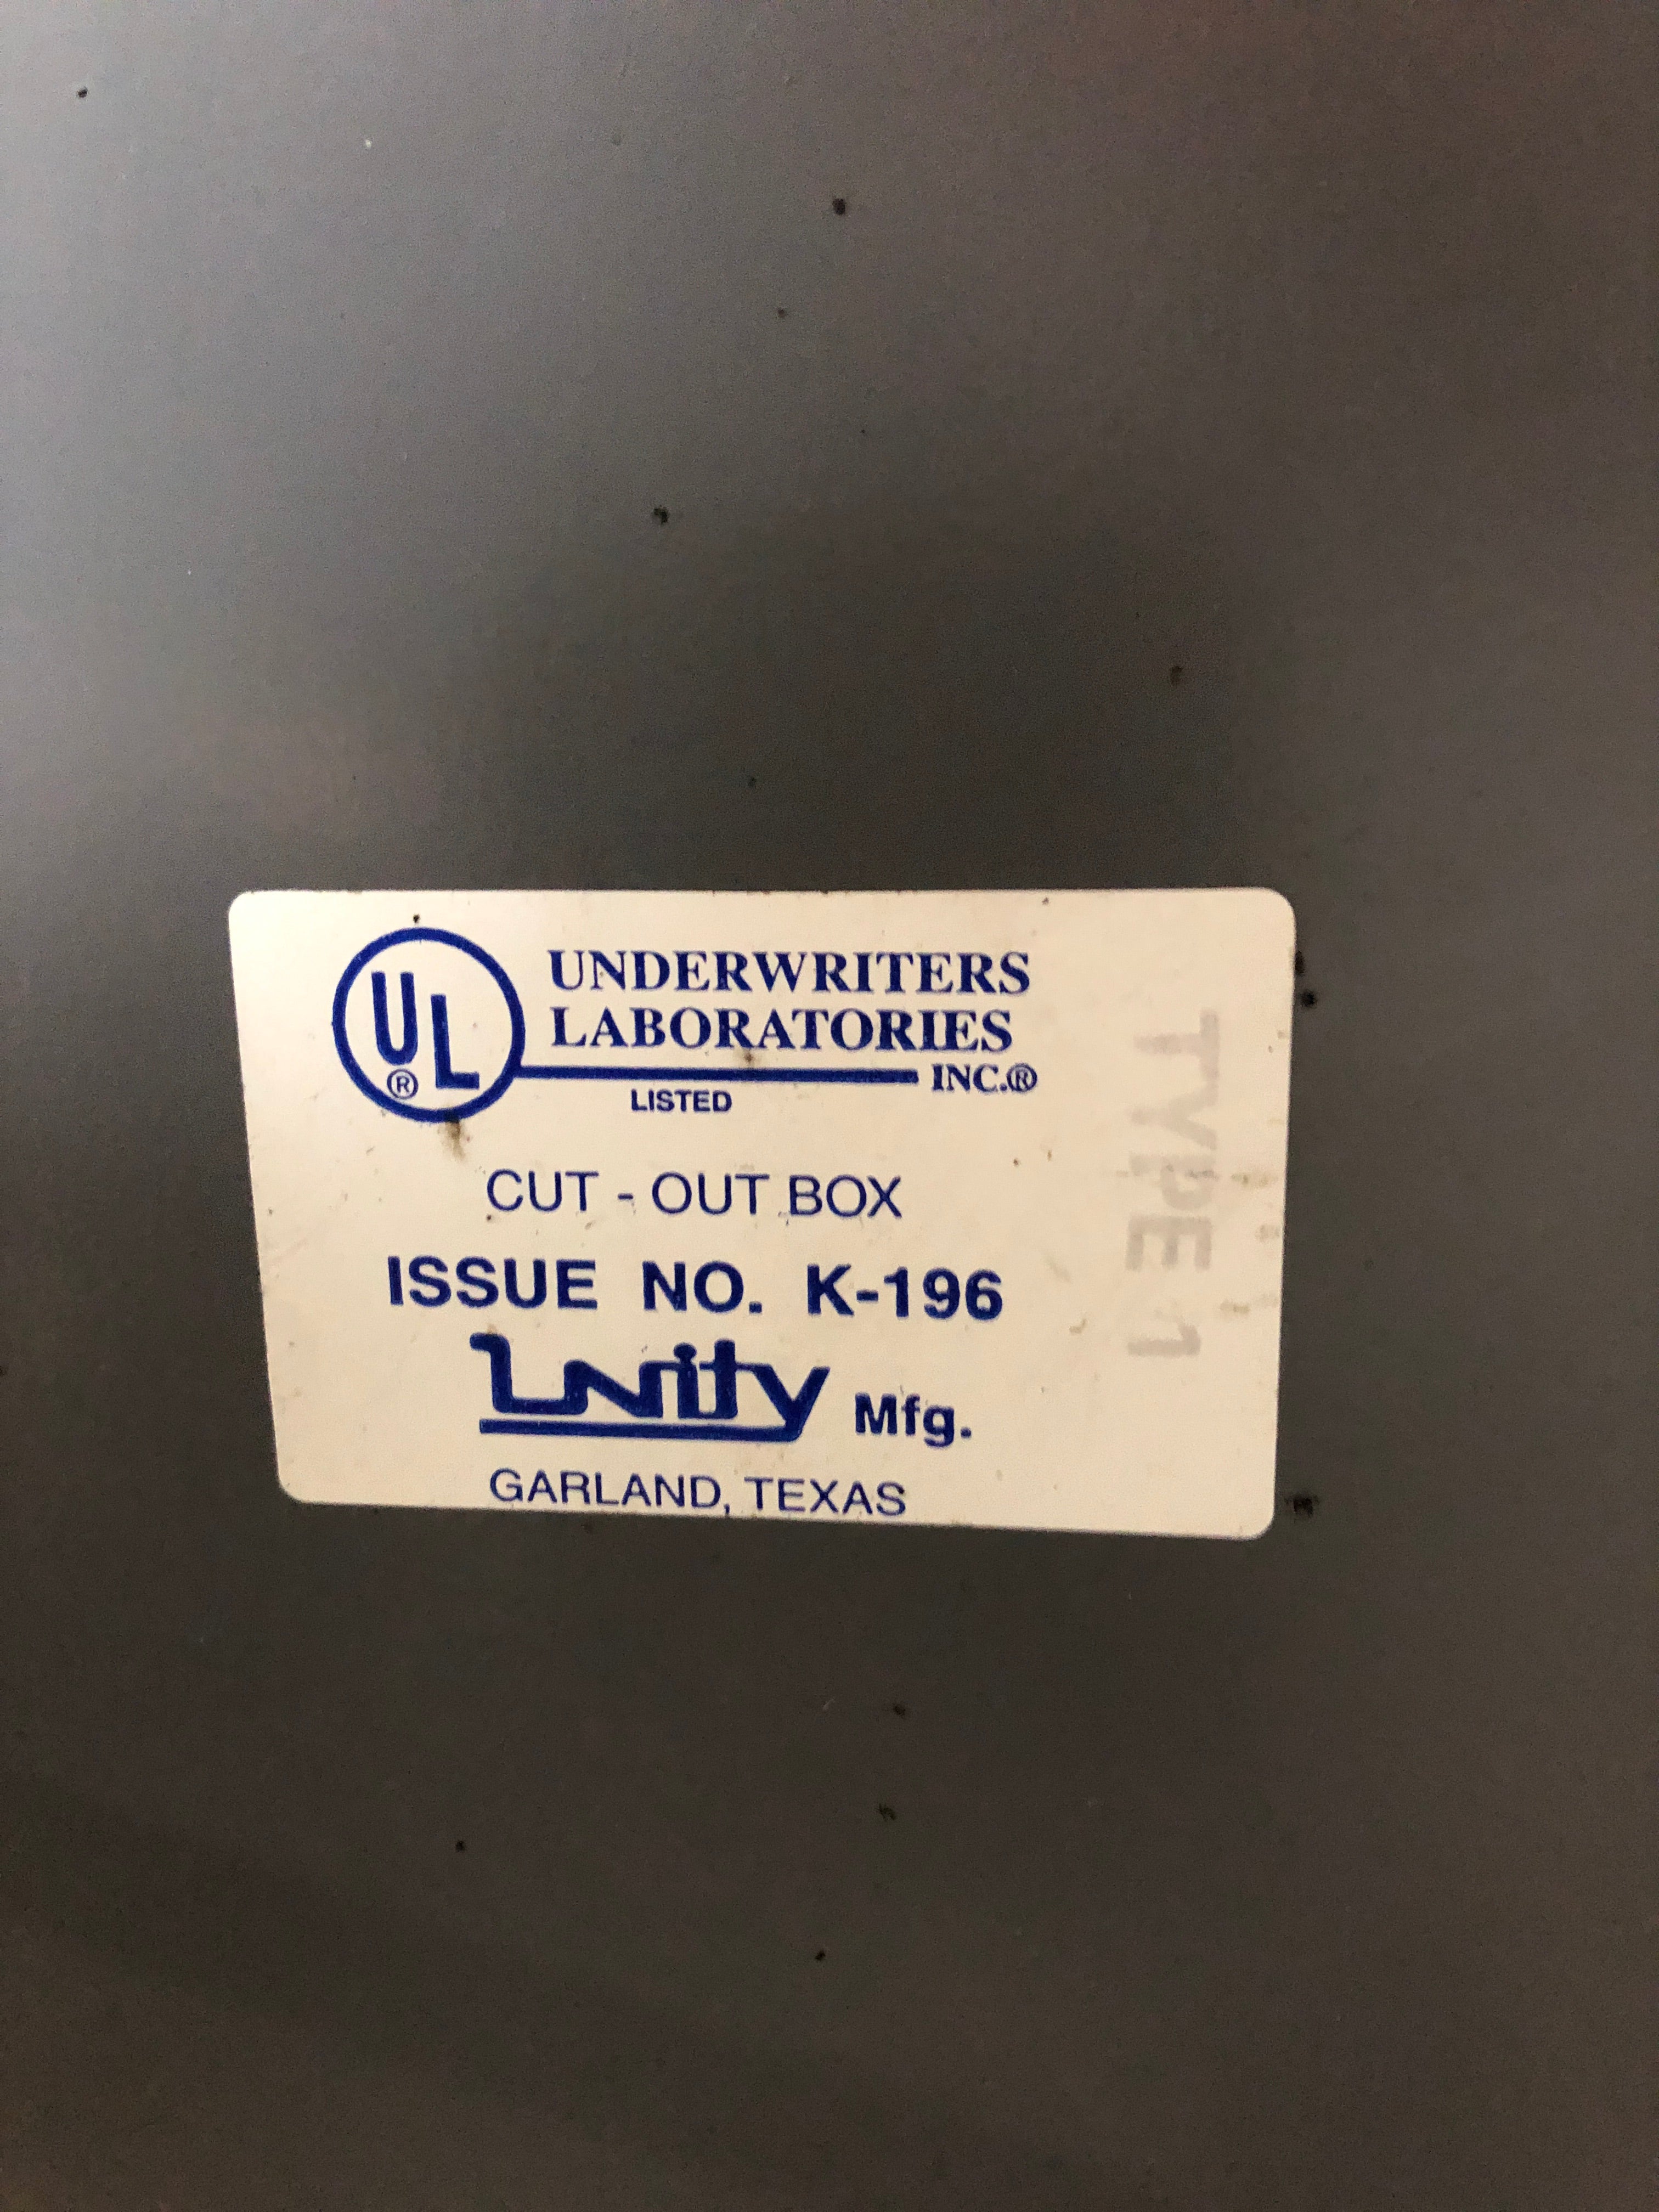 UL®
UNDERWRITERS
LABORATORIES
INC.®
LISTED
CUT - OUT BOX
ISSUE NO. K-196
Unity Mfg.
GARLAND, TEXAS
TYPE 1